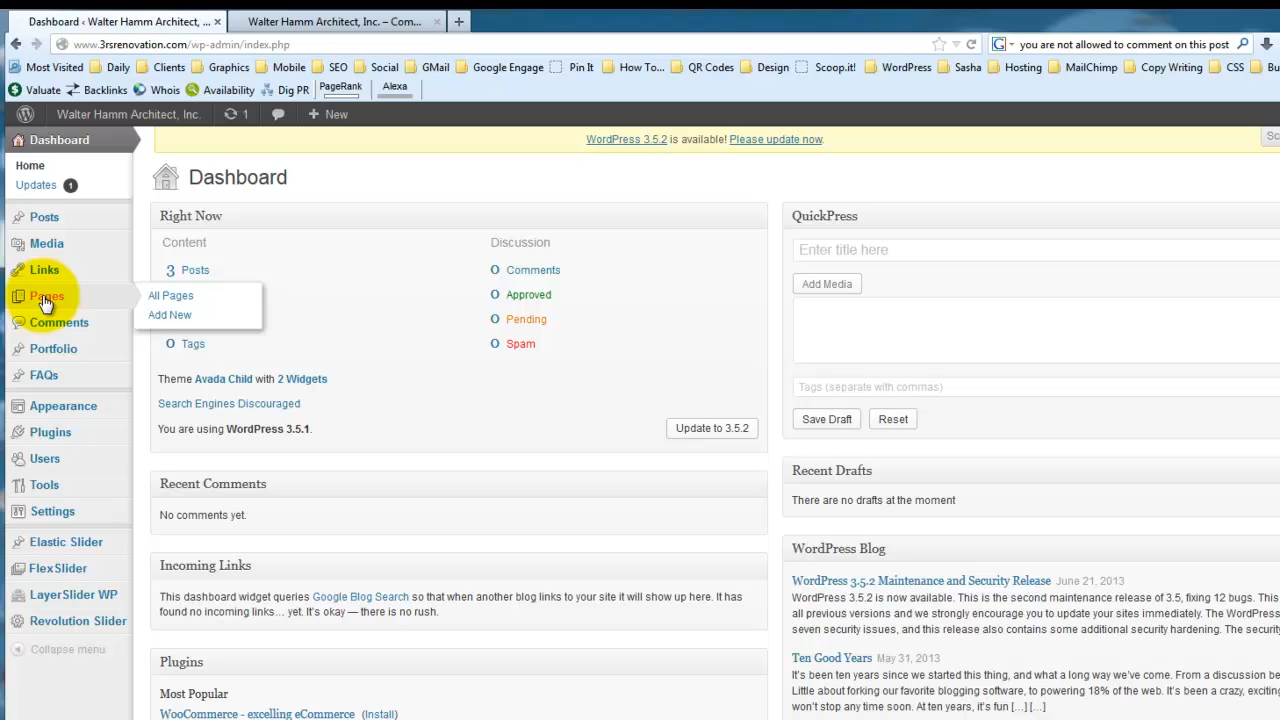 Dashboard ‹ Walter Hamm Architect, ... ×
Walter Hamm Architect, Inc. – Com... ×
www.3rsrenovation.com/wp-admin/index.php
you are not allowed to comment on this post
Most Visited Daily Clients Graphics Mobile SEO Social GMail Google Engage Pin It How To... QR Codes Design Scoop.it! WordPress Sasha Hosting MailChimp Copy Writing CSS
Valuate Backlinks Whois Availability Dig PR PageRank Alexa
Walter Hamm Architect, Inc. 1 + New
Dashboard
Home
Updates 1
Posts
Media
Links
Pages
Comments
Portfolio
FAQs
Appearance
Plugins
Users
Tools
Settings
Elastic Slider
FlexSlider
LayerSlider WP
Revolution Slider
Collapse menu
All Pages
Add New
WordPress 3.5.2 is available! Please update now.
Sc
Dashboard
Right Now
Content
3 Posts
0 Tags
Discussion
0 Comments
0 Approved
0 Pending
0 Spam
Theme Avada Child with 2 Widgets
Search Engines Discouraged
You are using WordPress 3.5.1.
Update to 3.5.2
Recent Comments
No comments yet.
Incoming Links
This dashboard widget queries Google Blog Search so that when another blog links to your site it will show up here. It has
found no incoming links… yet. It's okay — there is no rush.
Plugins
Most Popular
WooCommerce - excelling eCommerce (Install)
QuickPress
Enter title here
Add Media
Tags (separate with commas)
Save Draft
Reset
Recent Drafts
There are no drafts at the moment
WordPress Blog
WordPress 3.5.2 Maintenance and Security Release June 21, 2013
WordPress 3.5.2 is now available. This is the second maintenance release of 3.5, fixing 12 bugs. This
all previous versions and we strongly encourage you to update your sites immediately. The WordPress
seven security issues, and this release also contains some additional security hardening. The security
Ten Good Years May 31, 2013
It's been ten years since we started this thing, and what a long way we've come. From a discussion be
Little about forking our favorite blogging software, to powering 18% of the web. It's been a crazy, exciting
won't stop any time soon. At ten years, it's fun […] […]